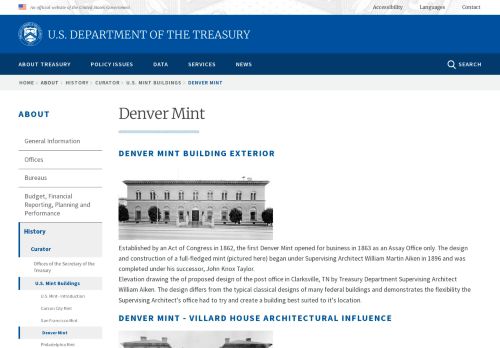 An official website of the United States Government
Accessibility
Languages
Contact
U.S. DEPARTMENT OF THE TREASURY
ABOUT TREASURY
POLICY ISSUES
DATA
SERVICES
NEWS
SEARCH
HOME › ABOUT › HISTORY › CURATOR › U.S. MINT BUILDINGS › DENVER MINT
ABOUT
General Information
Offices
Bureaus
Budget, Financial
Reporting, Planning and
Performance
History
Curator
Offices of the Secretary of the
Treasury
U.S. Mint Buildings
U.S. Mint - Introduction
Carson City Mint
San Francisco Mint
Denver Mint
Philadelphia Mint
Denver Mint
DENVER MINT BUILDING EXTERIOR
Established by an Act of Congress in 1862, the first Denver Mint opened for business in 1863 as an Assay Office only. The design
and construction of a full-fledged mint (pictured here) began under Supervising Architect William Martin Aiken in 1896 and was
completed under his successor, John Knox Taylor.
Elevation drawing the of proposed design of the post office in Clarksville, TN by Treasury Department Supervising Architect
William Aiken. The design differs from the typical classical designs of many federal buildings and demonstrates the flexibility the
Supervising Architect's office had to try and create a building best suited to it's location.
DENVER MINT - VILLARD HOUSE ARCHITECTURAL INFLUENCE